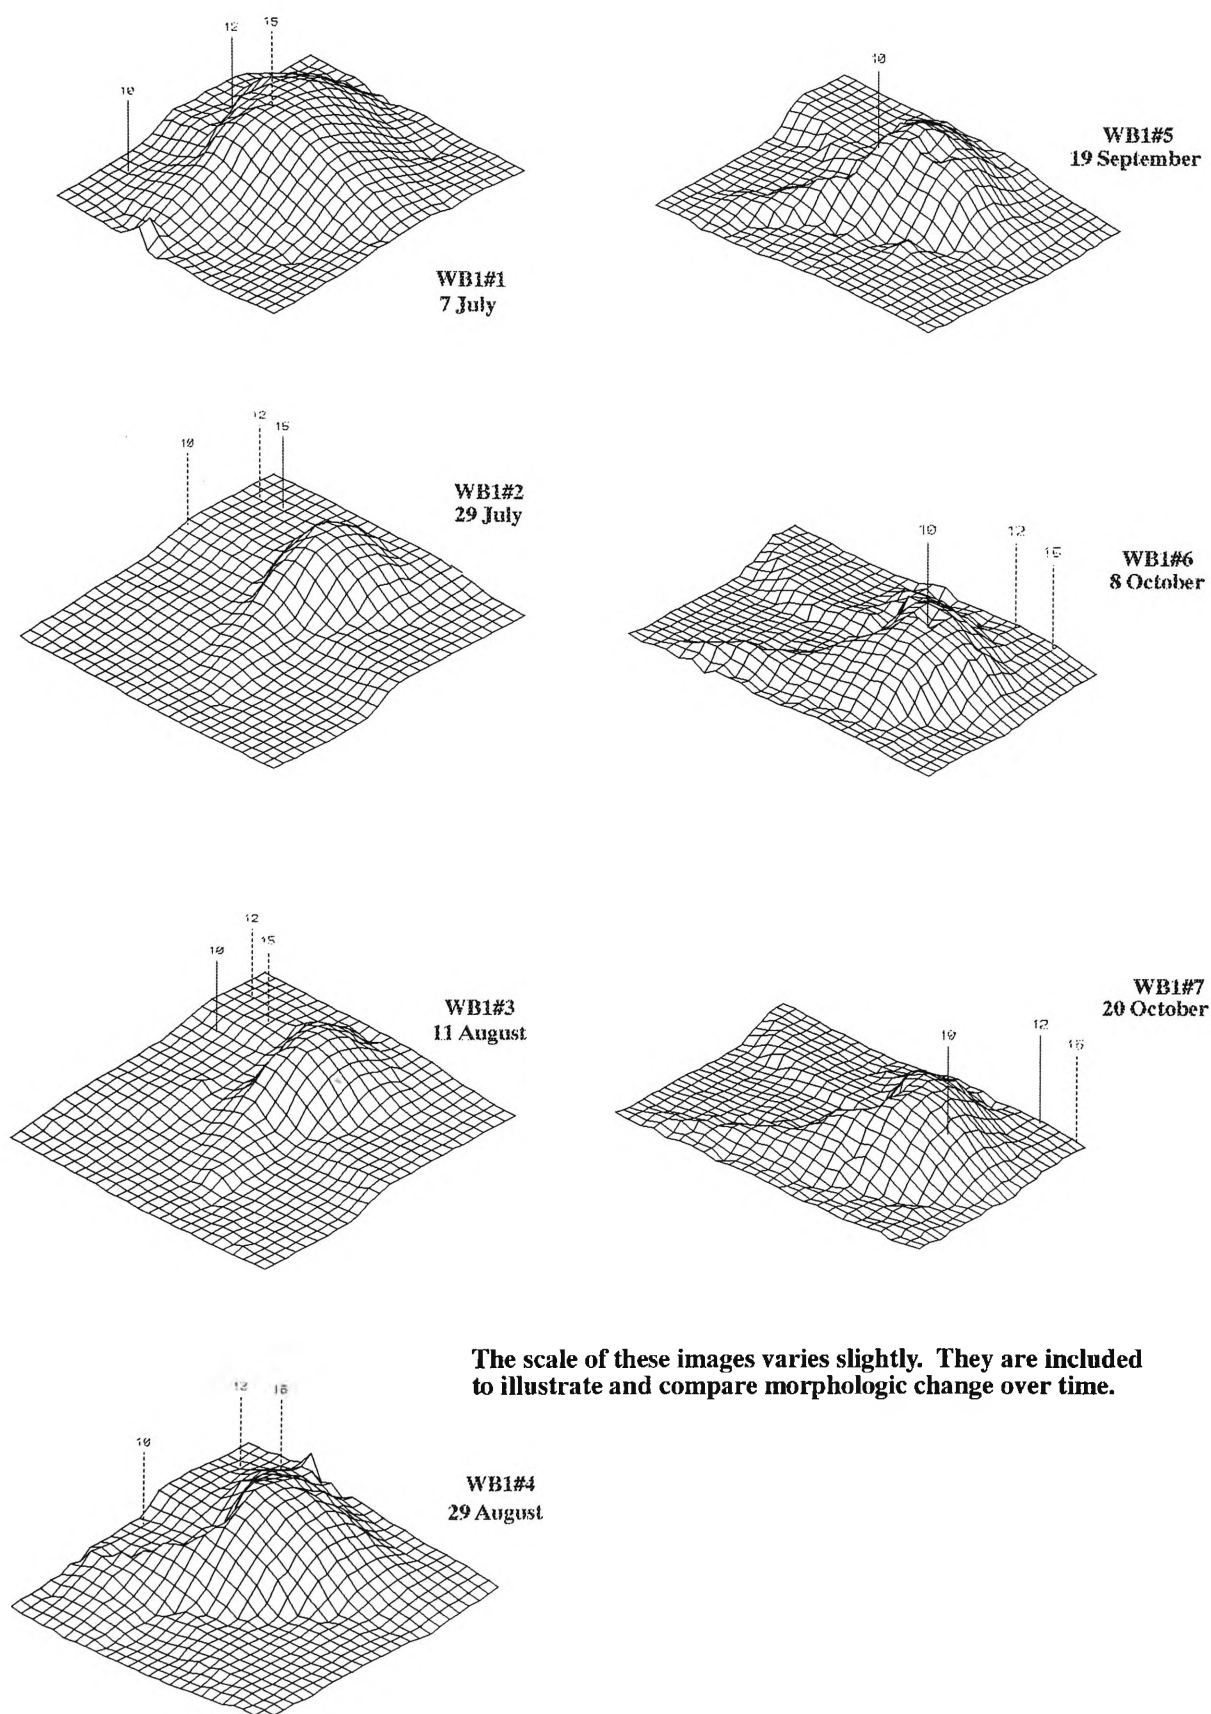 10 12 15
WB1#1
7 July
10 12 15
WB1#2
29 July
10 12 15
WB1#3
11 August
10 12 15
WB1#4
29 August
10
WB1#5
19 September
10 12 15
WB1#6
8 October
10 12 15
WB1#7
20 October
The scale of these images varies slightly. They are included
to illustrate and compare morphologic change over time.